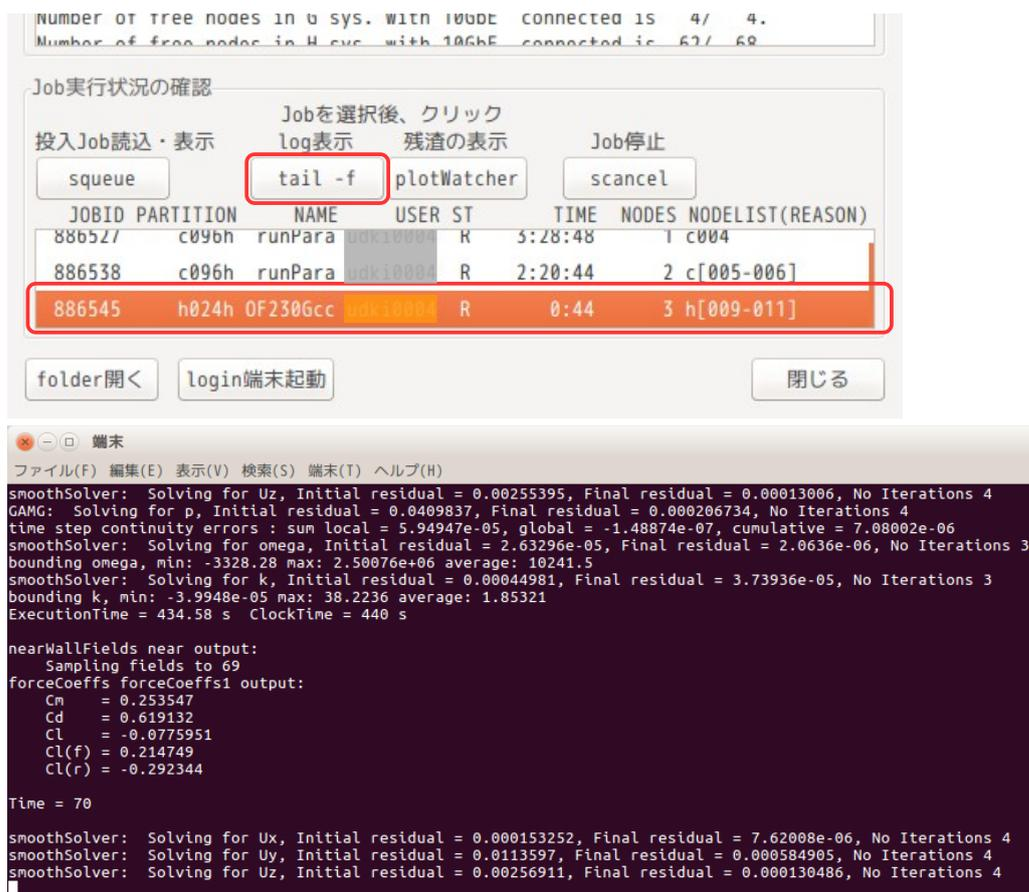 Number of free nodes in G sys. with 10GbE connected is 4/ 4.
Number of free nodes in H sys. with 10GbE connected is 62/ 68
Job実行状況の確認
Jobを選択後、クリック
投入Job読込・表示 log表示 残渣の表示 Job停止
squeue tail -f plotWatcher scancel
JOBID PARTITION NAME USER ST TIME NODES NODELIST(REASON)
886527 c096h runPara udki0004 R 3:28:48 1 c004
886538 c096h runPara udki0004 R 2:20:44 2 c[005-006]
886545 h024h OF230Gcc udki0004 R 0:44 3 h[009-011]
folder開く login端末起動 閉じる
端末
ファイル(F) 編集(E) 表示(V) 検索(S) 端末(T) ヘルプ(H)
smoothSolver: Solving for Uz, Initial residual = 0.00255395, Final residual = 0.00013006, No Iterations 4
GAMG: Solving for p, Initial residual = 0.0409837, Final residual = 0.000206734, No Iterations 4
time step continuity errors : sum local = 5.94947e-05, global = -1.48874e-07, cumulative = 7.08002e-06
smoothSolver: Solving for omega, Initial residual = 2.63296e-05, Final residual = 2.0636e-06, No Iterations 3
bounding omega, min: -3328.28 max: 2.50076e+06 average: 10241.5
smoothSolver: Solving for k, Initial residual = 0.00044981, Final residual = 3.73936e-05, No Iterations 3
bounding k, min: -3.9948e-05 max: 38.2236 average: 1.85321
ExecutionTime = 434.58 s ClockTime = 440 s
nearWallFields near output:
Sampling fields to 69
forceCoeffs forceCoeffs1 output:
Cm = 0.253547
Cd = 0.619132
Cl = -0.0775951
Cl(f) = 0.214749
Cl(r) = -0.292344
Time = 70
smoothSolver: Solving for Ux, Initial residual = 0.000153252, Final residual = 7.62008e-06, No Iterations 4
smoothSolver: Solving for Uy, Initial residual = 0.0113597, Final residual = 0.000584905, No Iterations 4
smoothSolver: Solving for Uz, Initial residual = 0.00256911, Final residual = 0.000130486, No Iterations 4